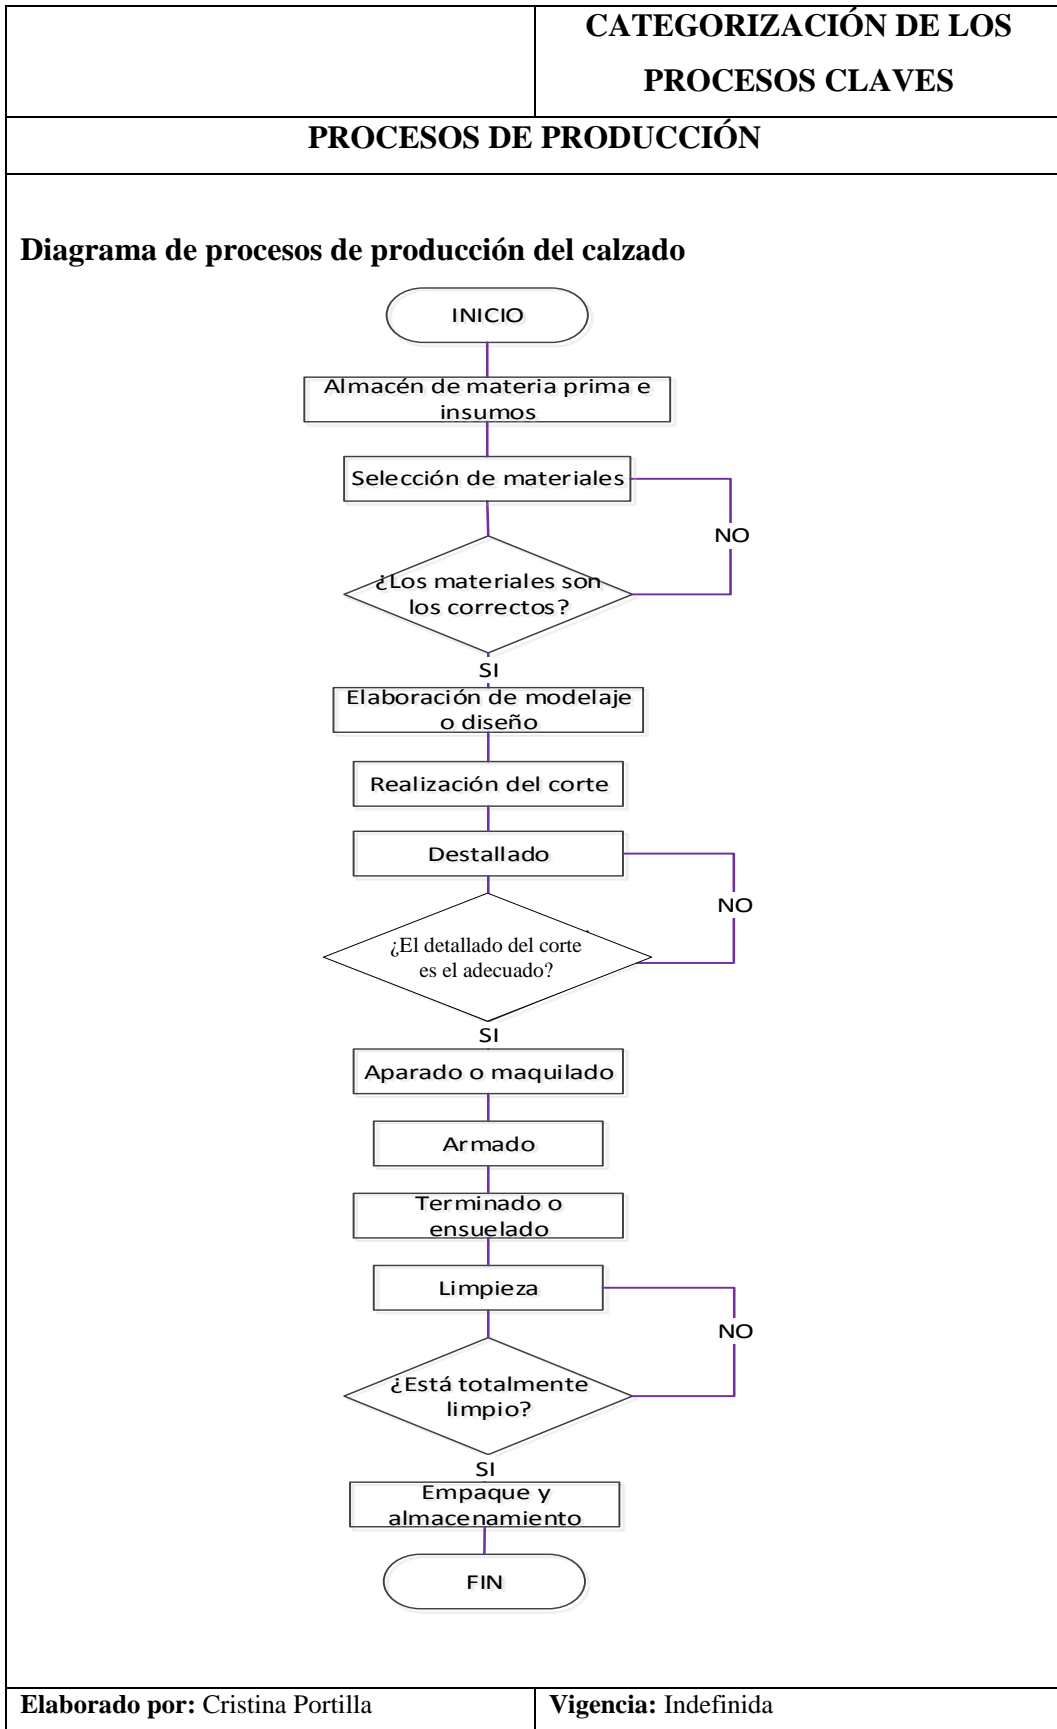 CATEGORIZACIÓN DE LOS
PROCESOS CLAVES
PROCESOS DE PRODUCCIÓN
Diagrama de procesos de producción del calzado
INICIO
Almacén de materia prima e
insumos
Selección de materiales
NO
¿Los materiales son
los correctos?
SI
Elaboración de modelaje
o diseño
Realización del corte
Destallado
NO
¿El detallado del corte
es el adecuado?
SI
Aparado o maquilado
Armado
Terminado o
ensuelado
Limpieza
NO
¿Está totalmente
limpio?
SI
Empaque y
almacenamiento
FIN
Elaborado por: Cristina Portilla
Vigencia: Indefinida